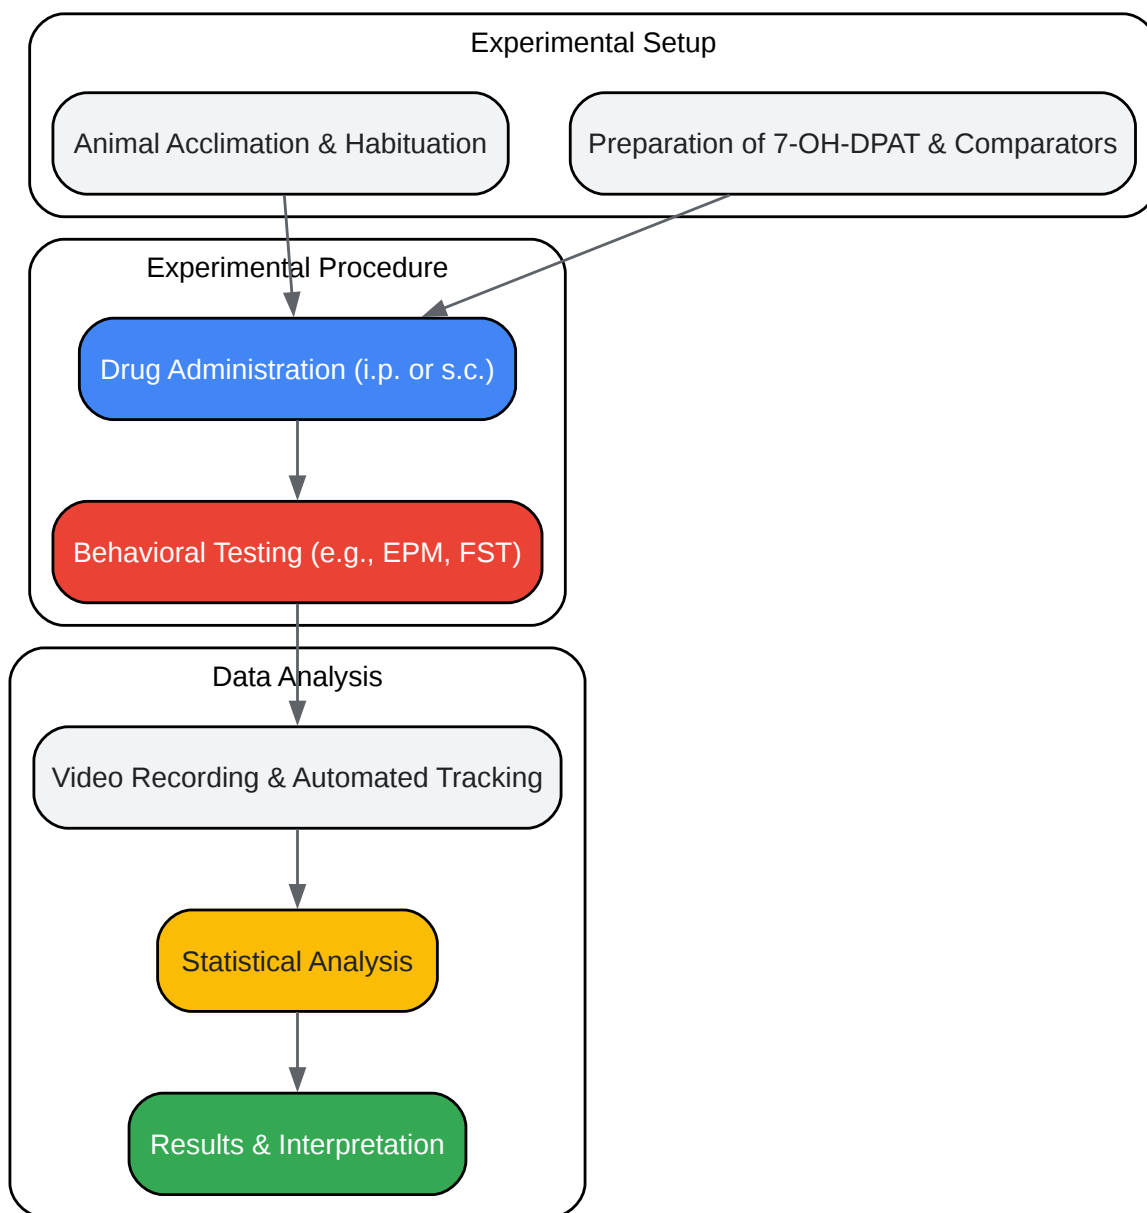 Experimental Setup
Animal Acclimation & Habituation
Preparation of 7-OH-DPAT & Comparators
Experimental Procedure
Drug Administration (i.p. or s.c.)
Behavioral Testing (e.g., EPM, FST)
Data Analysis
Video Recording & Automated Tracking
Statistical Analysis
Results & Interpretation